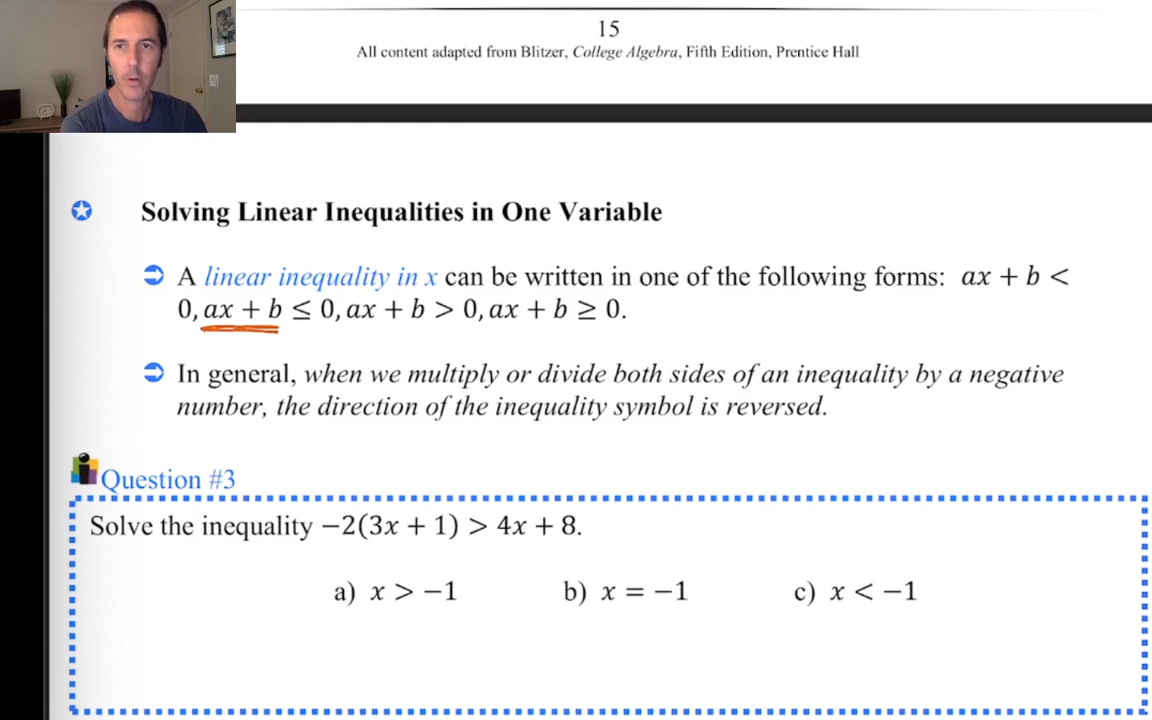 15
All content adapted from Blitzer, College Algebra, Fifth Edition, Prentice Hall
Solving Linear Inequalities in One Variable
A linear inequality in x can be written in one of the following forms: ax + b <
0, ax + b ≤ 0, ax + b > 0, ax + b ≥ 0.
In general, when we multiply or divide both sides of an inequality by a negative
number, the direction of the inequality symbol is reversed.
Question #3
Solve the inequality −2(3x + 1) > 4x + 8.
a) x > −1 b) x = −1 c) x < −1